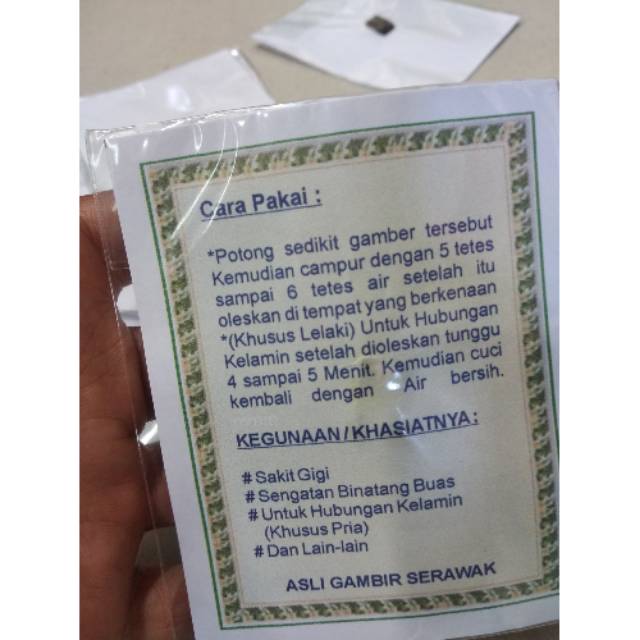 Cara Pakai :
*Potong sedikit gamber tersebut
Kemudian campur dengan 5 tetes
sampai 6 tetes air setelah itu
oleskan di tempat yang berkenaan
*(Khusus Lelaki) Untuk Hubungan
Kelamin setelah dioleskan tunggu
4 sampai 5 Menit. Kemudian cuci
kembali dengan Air bersih.
KEGUNAAN/KHASIATNYA:
# Sakit Gigi
# Sengatan Binatang Buas
# Untuk Hubungan Kelamin
(Khusus Pria)
# Dan Lain-lain
ASLI GAMBIR SERAWAK